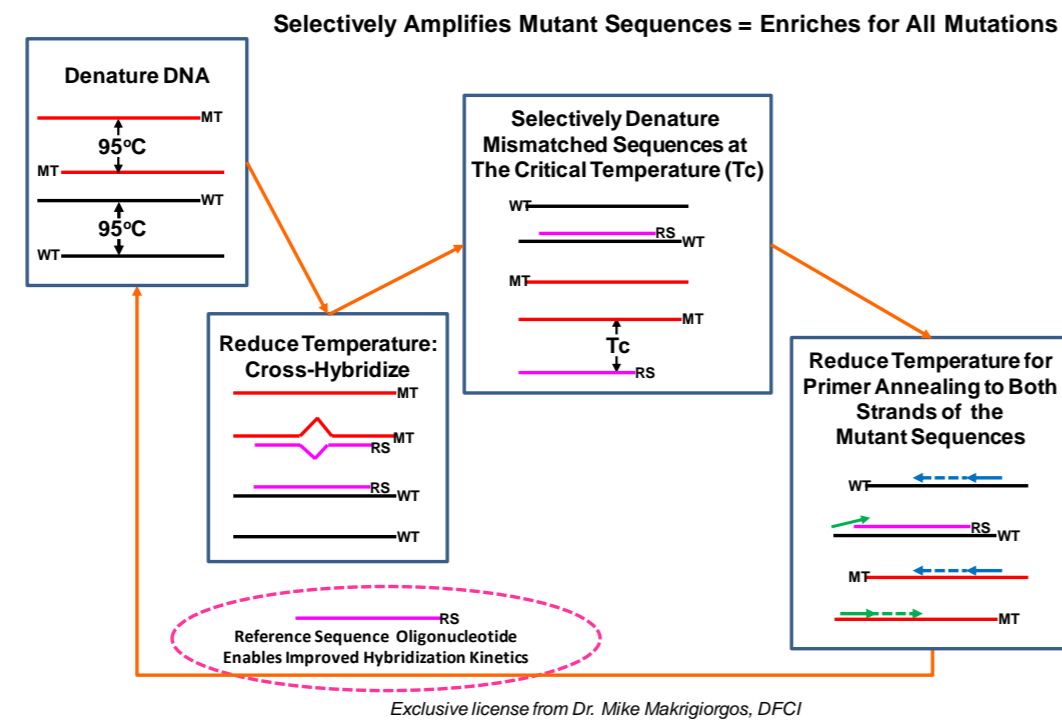 Selectively Amplifies Mutant Sequences = Enriches for All Mutations
Denature DNA
MT
95°C
MT
WT
95°C
WT
Reduce Temperature:
Cross-Hybridize
MT
MT
RS
RS
WT
WT
Selectively Denature
Mismatched Sequences at
The Critical Temperature (Tc)
WT
RS
WT
MT
MT
Tc
RS
Reduce Temperature for
Primer Annealing to Both
Strands of the
Mutant Sequences
WT
RS
WT
MT
MT
RS
Reference Sequence Oligonucleotide
Enables Improved Hybridization Kinetics
Exclusive license from Dr. Mike Makrigiorgos, DFCI